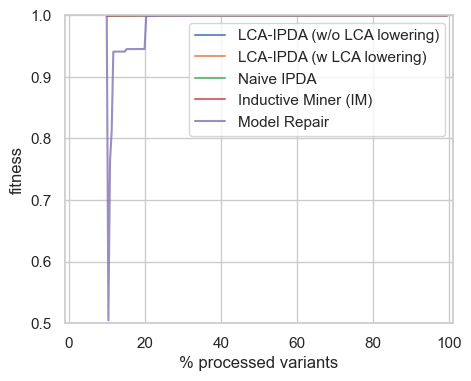 1.0
0.9
0.8
0.7
0.6
0.5
fitness
LCA-IPDA (w/o LCA lowering)
LCA-IPDA (w LCA lowering)
Naive IPDA
Inductive Miner (IM)
Model Repair
0 20 40 60 80 100
% processed variants